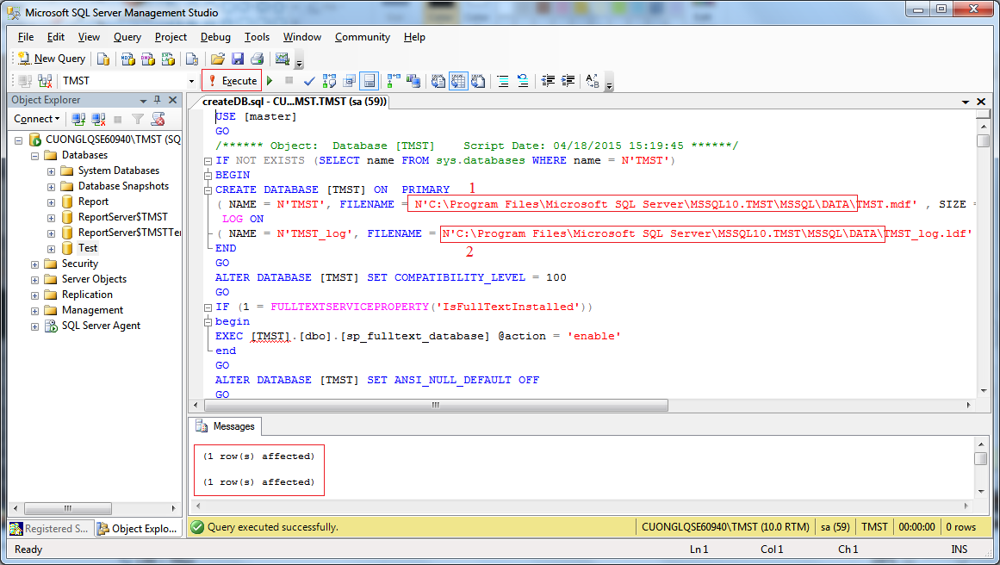 Microsoft SQL Server Management Studio
File Edit View Query Project Debug Tools Window Community Help
New Query
TMST
Execute
Object Explorer
Connect
CUONGLQSE60940\TMST (SQ
Databases
System Databases
Database Snapshots
Report
ReportServer$TMST
ReportServer$TMSTTer
Test
Security
Server Objects
Replication
Management
SQL Server Agent
Registered S...
Object Explo...
createDB.sql - CU...MST.TMST (sa (59))
USE [master]
GO
/****** Object:  Database [TMST]    Script Date: 04/18/2015 15:19:45 ******/
IF NOT EXISTS (SELECT name FROM sys.databases WHERE name = N'TMST')
BEGIN
CREATE DATABASE [TMST] ON  PRIMARY
1
( NAME = N'TMST', FILENAME = N'C:\Program Files\Microsoft SQL Server\MSSQL10.TMST\MSSQL\DATA\TMST.mdf' , SIZE =
LOG ON
( NAME = N'TMST_log', FILENAME = N'C:\Program Files\Microsoft SQL Server\MSSQL10.TMST\MSSQL\DATA\TMST_log.ldf'
END
2
GO
ALTER DATABASE [TMST] SET COMPATIBILITY_LEVEL = 100
GO
IF (1 = FULLTEXTSERVICEPROPERTY('IsFullTextInstalled'))
begin
EXEC [TMST].[dbo].[sp_fulltext_database] @action = 'enable'
end
GO
ALTER DATABASE [TMST] SET ANSI_NULL_DEFAULT OFF
GO
Messages
(1 row(s) affected)
(1 row(s) affected)
Query executed successfully.
CUONGLQSE60940\TMST (10.0 RTM)
sa (59)
TMST
00:00:00
0 rows
Ready
Ln 1
Col 1
Ch 1
INS